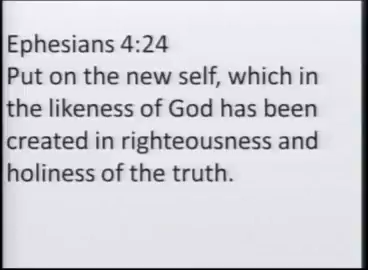 Ephesians 4:24
Put on the new self, which in
the likeness of God has been
created in righteousness and
holiness of the truth.